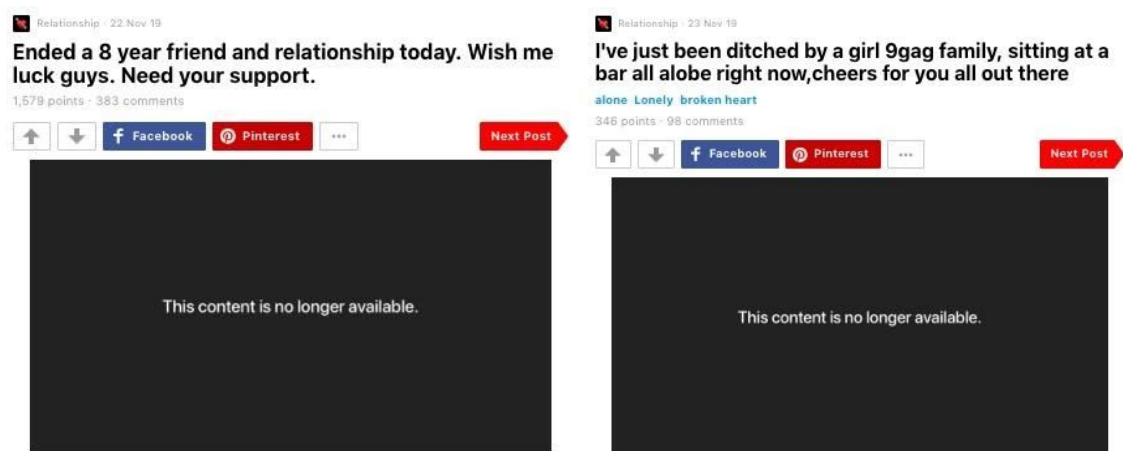 Relationship · 22 Nov 19
Ended a 8 year friend and relationship today. Wish me
luck guys. Need your support.
1,579 points · 383 comments
Facebook
Pinterest
Next Post
This content is no longer available.
Relationship · 23 Nov 19
I've just been ditched by a girl 9gag family, sitting at a
bar all alobe right now,cheers for you all out there
alone Lonely broken heart
346 points · 98 comments
Facebook
Pinterest
Next Post
This content is no longer available.